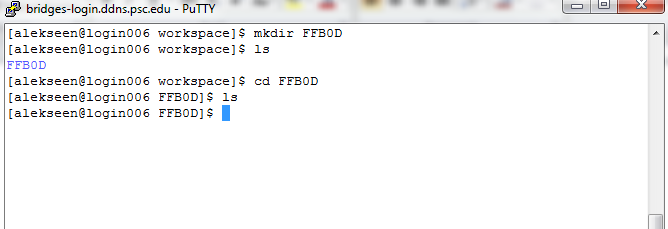 bridges-login.ddns.psc.edu - PuTTY
[alekseen@login006 workspace]$ mkdir FFB0D
[alekseen@login006 workspace]$ ls
FFB0D
[alekseen@login006 workspace]$ cd FFB0D
[alekseen@login006 FFB0D]$ ls
[alekseen@login006 FFB0D]$